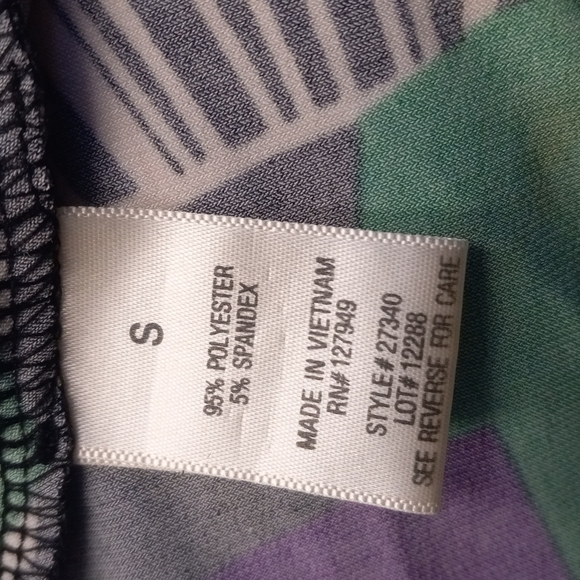 S
95% POLYESTER
5% SPANDEX
MADE IN VIETNAM
RN# 127949
STYLE# 27340
LOT# 12288
SEE REVERSE FOR CARE